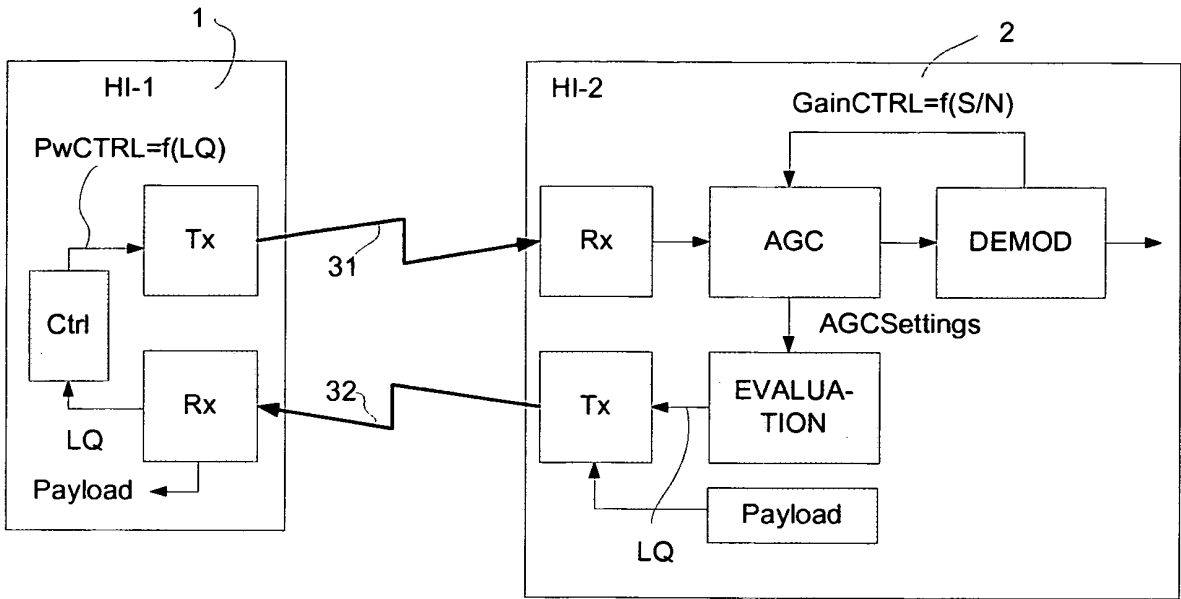 1
2
HI-1
HI-2
GainCTRL=f(S/N)
PwCTRL=f(LQ)
Tx
31
Rx
AGC
DEMOD
Ctrl
AGCSettings
Rx
32
Tx
EVALUA-
TION
LQ
Payload
Payload
LQ